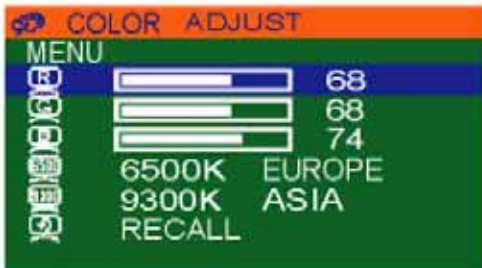 COLOR ADJUST
MENU
R 68
G 68
74
6500K EUROPE
9300K ASIA
RECALL